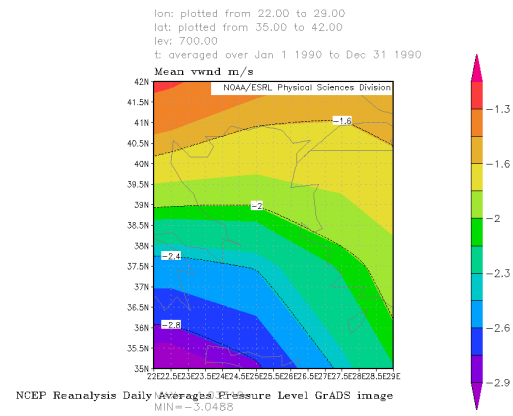 lon: plotted from 22.00 to 29.00
lat: plotted from 35.00 to 42.00
lev: 700.00
t: averaged over Jan 1 1990 to Dec 31 1990
Mean vwnd m/s
NOAA/ESRL Physical Sciences Division
42N
41.5N
41N
40.5N
40N
39.5N
39N
38.5N
38N
37.5N
37N
36.5N
36N
35.5N
35N
-1.6
-2
-2.4
-2.8
22E22.5E23E23.5E24E24.5E25E25.5E26E26.5E27E27.5E28E28.5E29E
-1.3
-1.6
-2
-2.3
-2.6
-2.9
NCEP Reanalysis Daily Averages Pressure Level GrADS image
MIN=-3.0488